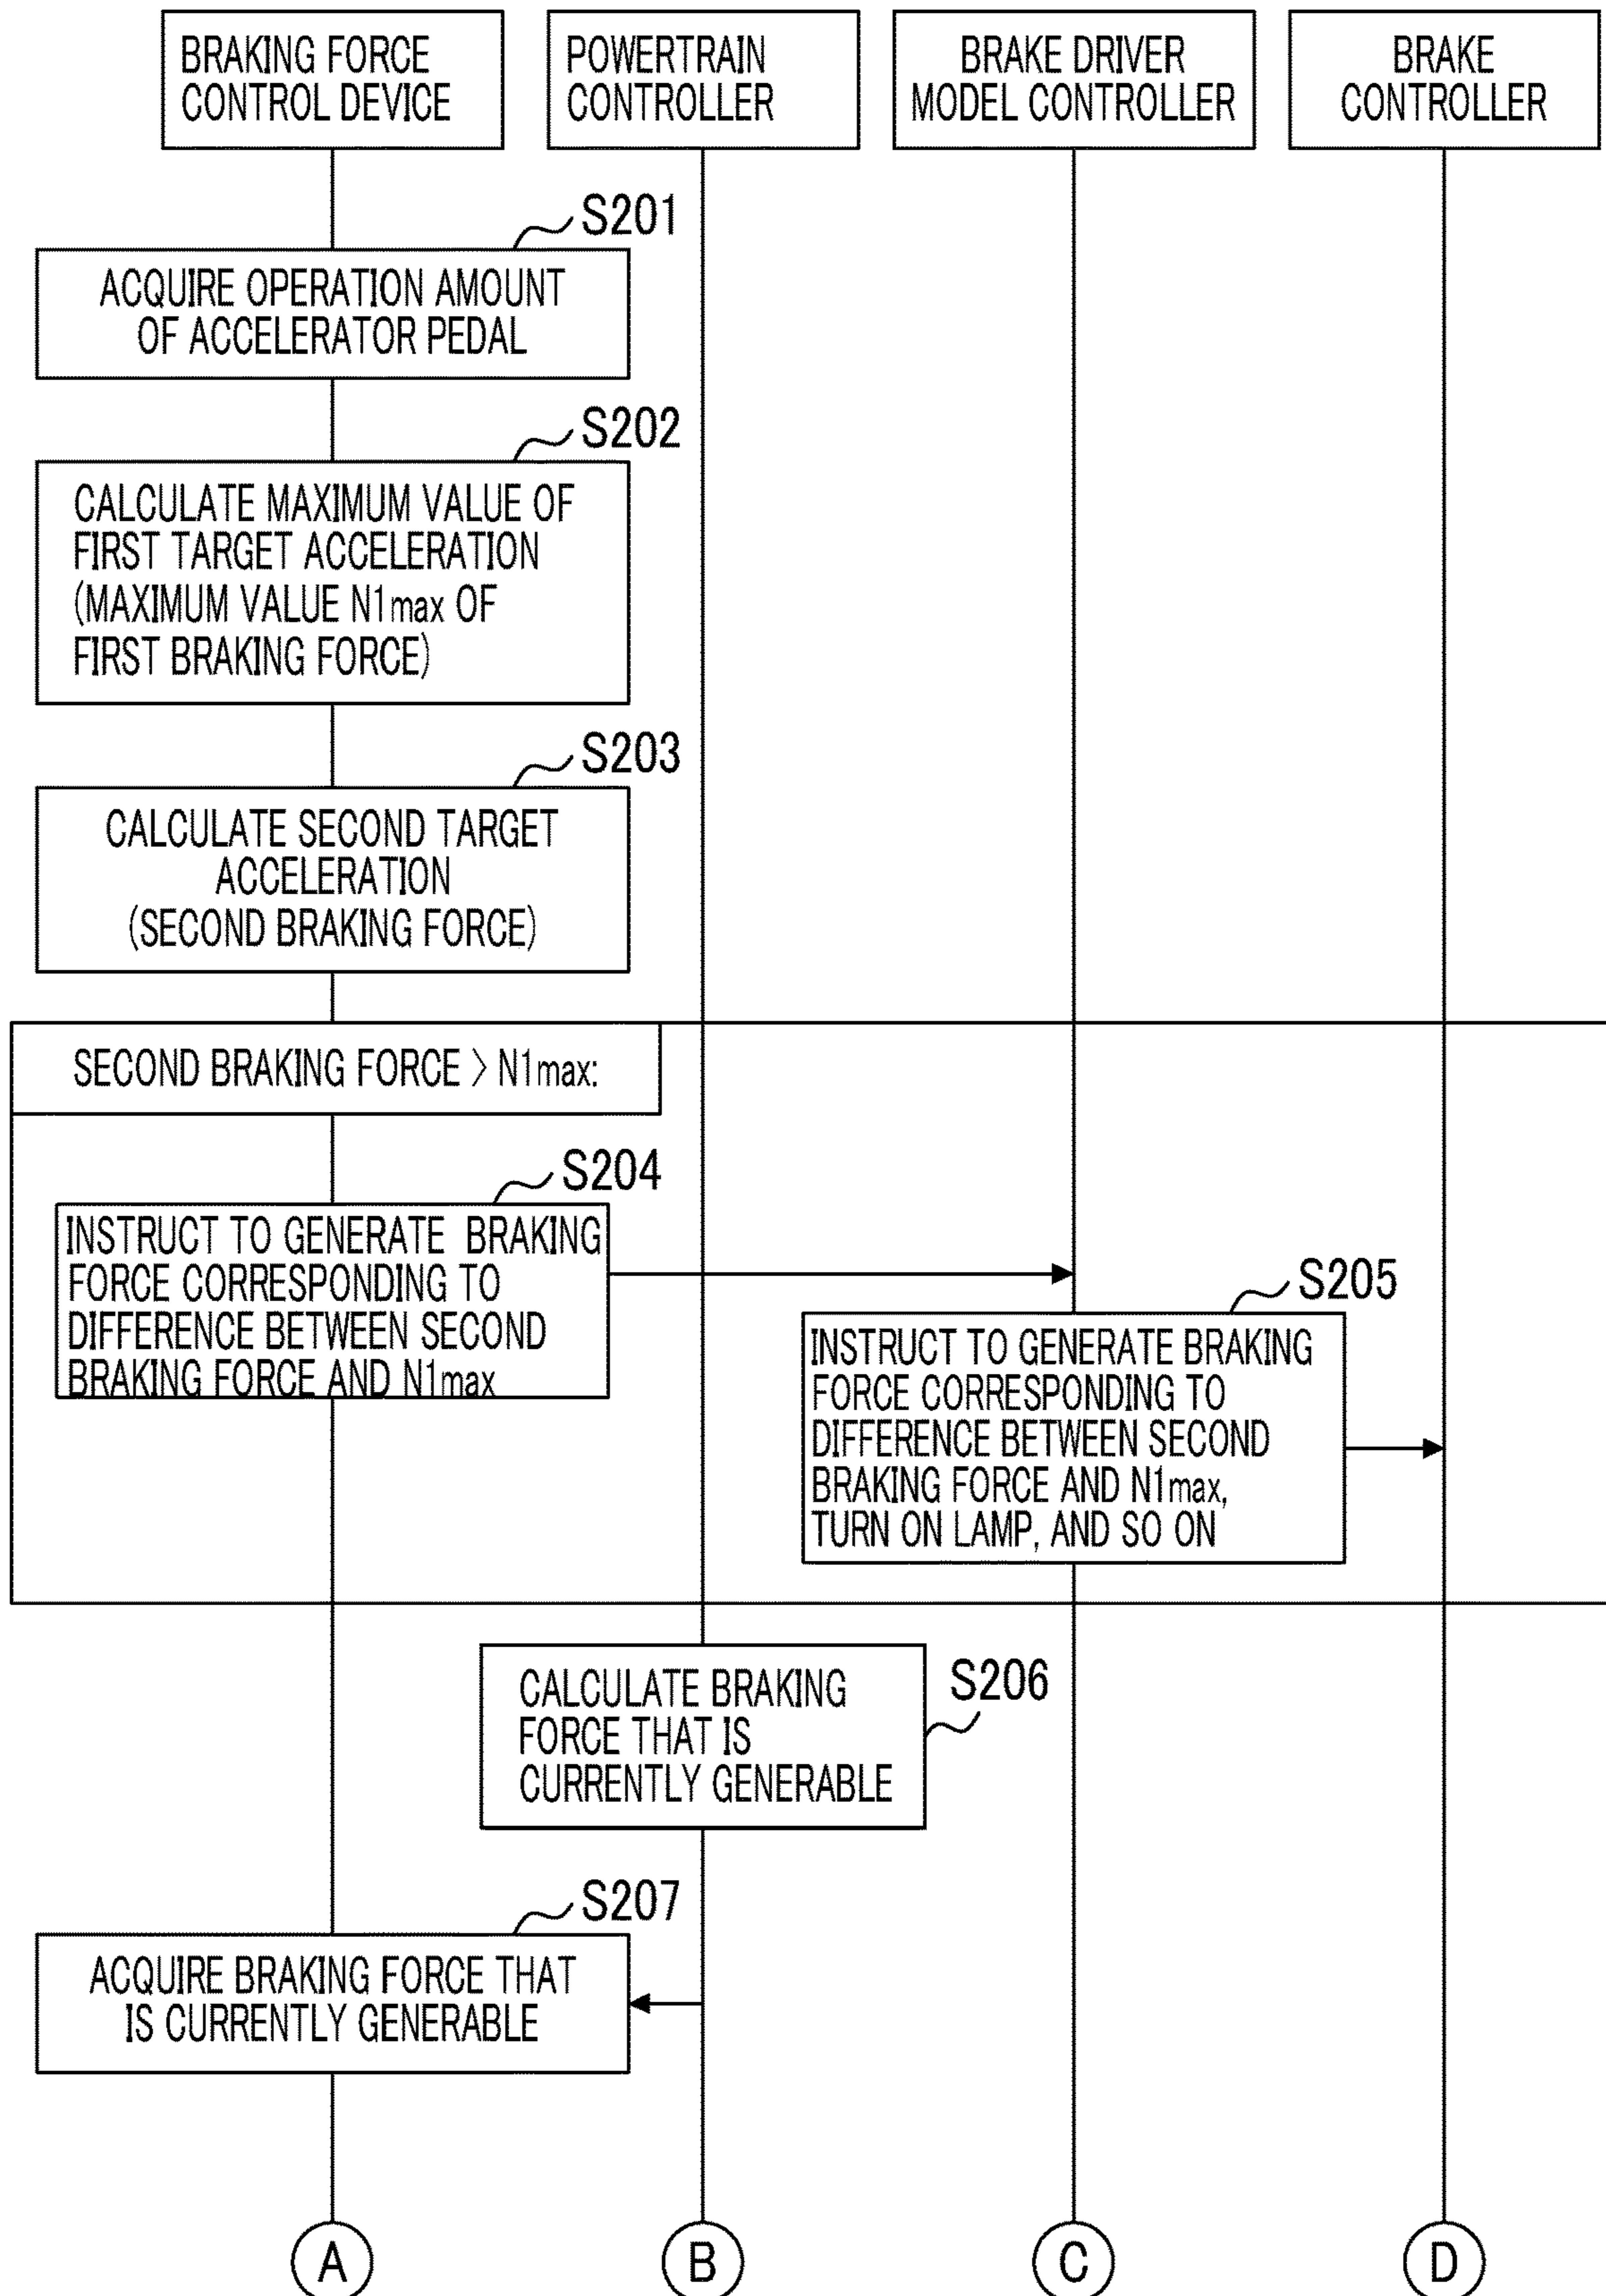 BRAKING FORCE
CONTROL DEVICE
POWERTRAIN
CONTROLLER
BRAKE DRIVER
MODEL CONTROLLER
BRAKE
CONTROLLER
S201
ACQUIRE OPERATION AMOUNT
OF ACCELERATOR PEDAL
S202
CALCULATE MAXIMUM VALUE OF
FIRST TARGET ACCELERATION
(MAXIMUM VALUE N1max OF
FIRST BRAKING FORCE)
S203
CALCULATE SECOND TARGET
ACCELERATION
(SECOND BRAKING FORCE)
SECOND BRAKING FORCE > N1max:
S204
INSTRUCT TO GENERATE BRAKING
FORCE CORRESPONDING TO
DIFFERENCE BETWEEN SECOND
BRAKING FORCE AND N1max
S205
INSTRUCT TO GENERATE BRAKING
FORCE CORRESPONDING TO
DIFFERENCE BETWEEN SECOND
BRAKING FORCE AND N1max,
TURN ON LAMP, AND SO ON
S206
CALCULATE BRAKING
FORCE THAT IS
CURRENTLY GENERABLE
S207
ACQUIRE BRAKING FORCE THAT
IS CURRENTLY GENERABLE
A
B
C
D